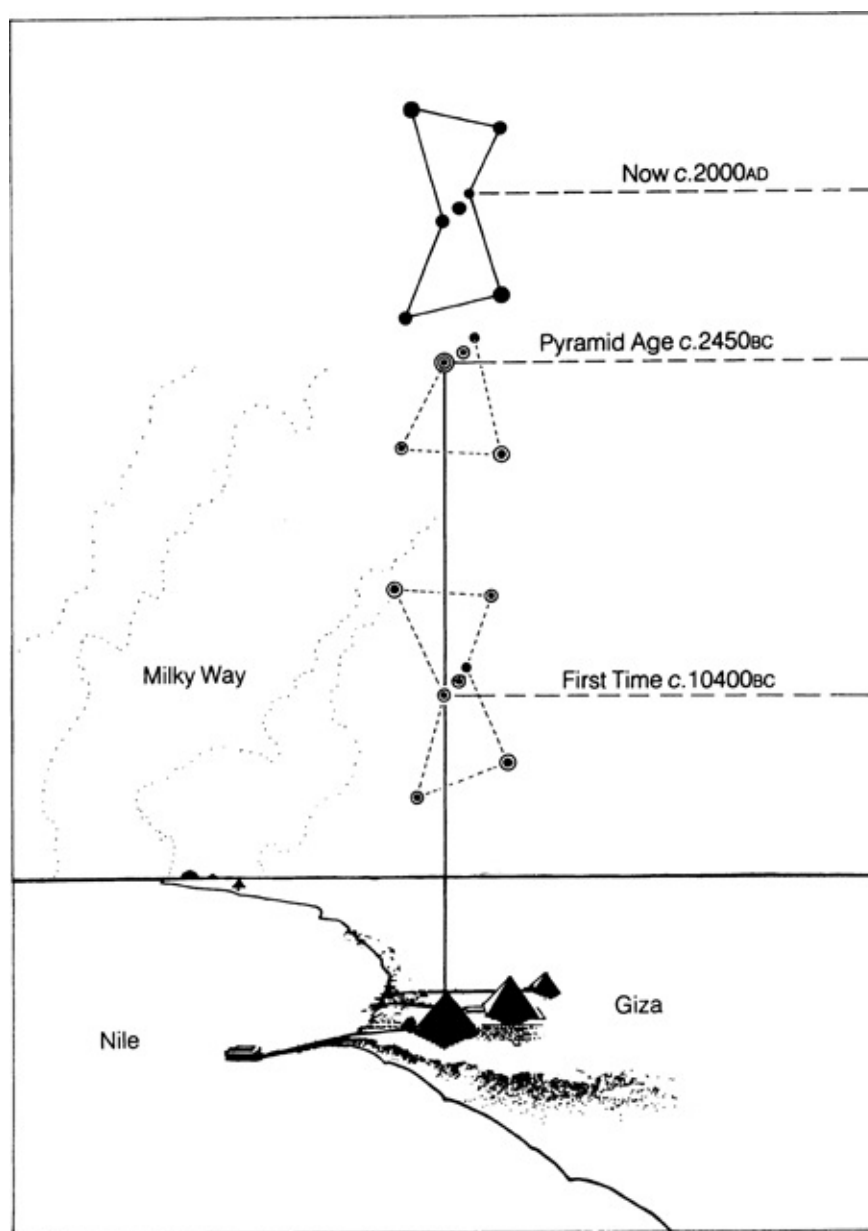 Now c.2000AD
Pyramid Age c.2450BC
Milky Way
First Time c.10400BC
Giza
Nile